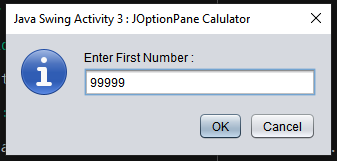 Java Swing Activity 3 : JOptionPane Calulator
Enter First Number :
99999
OK
Cancel